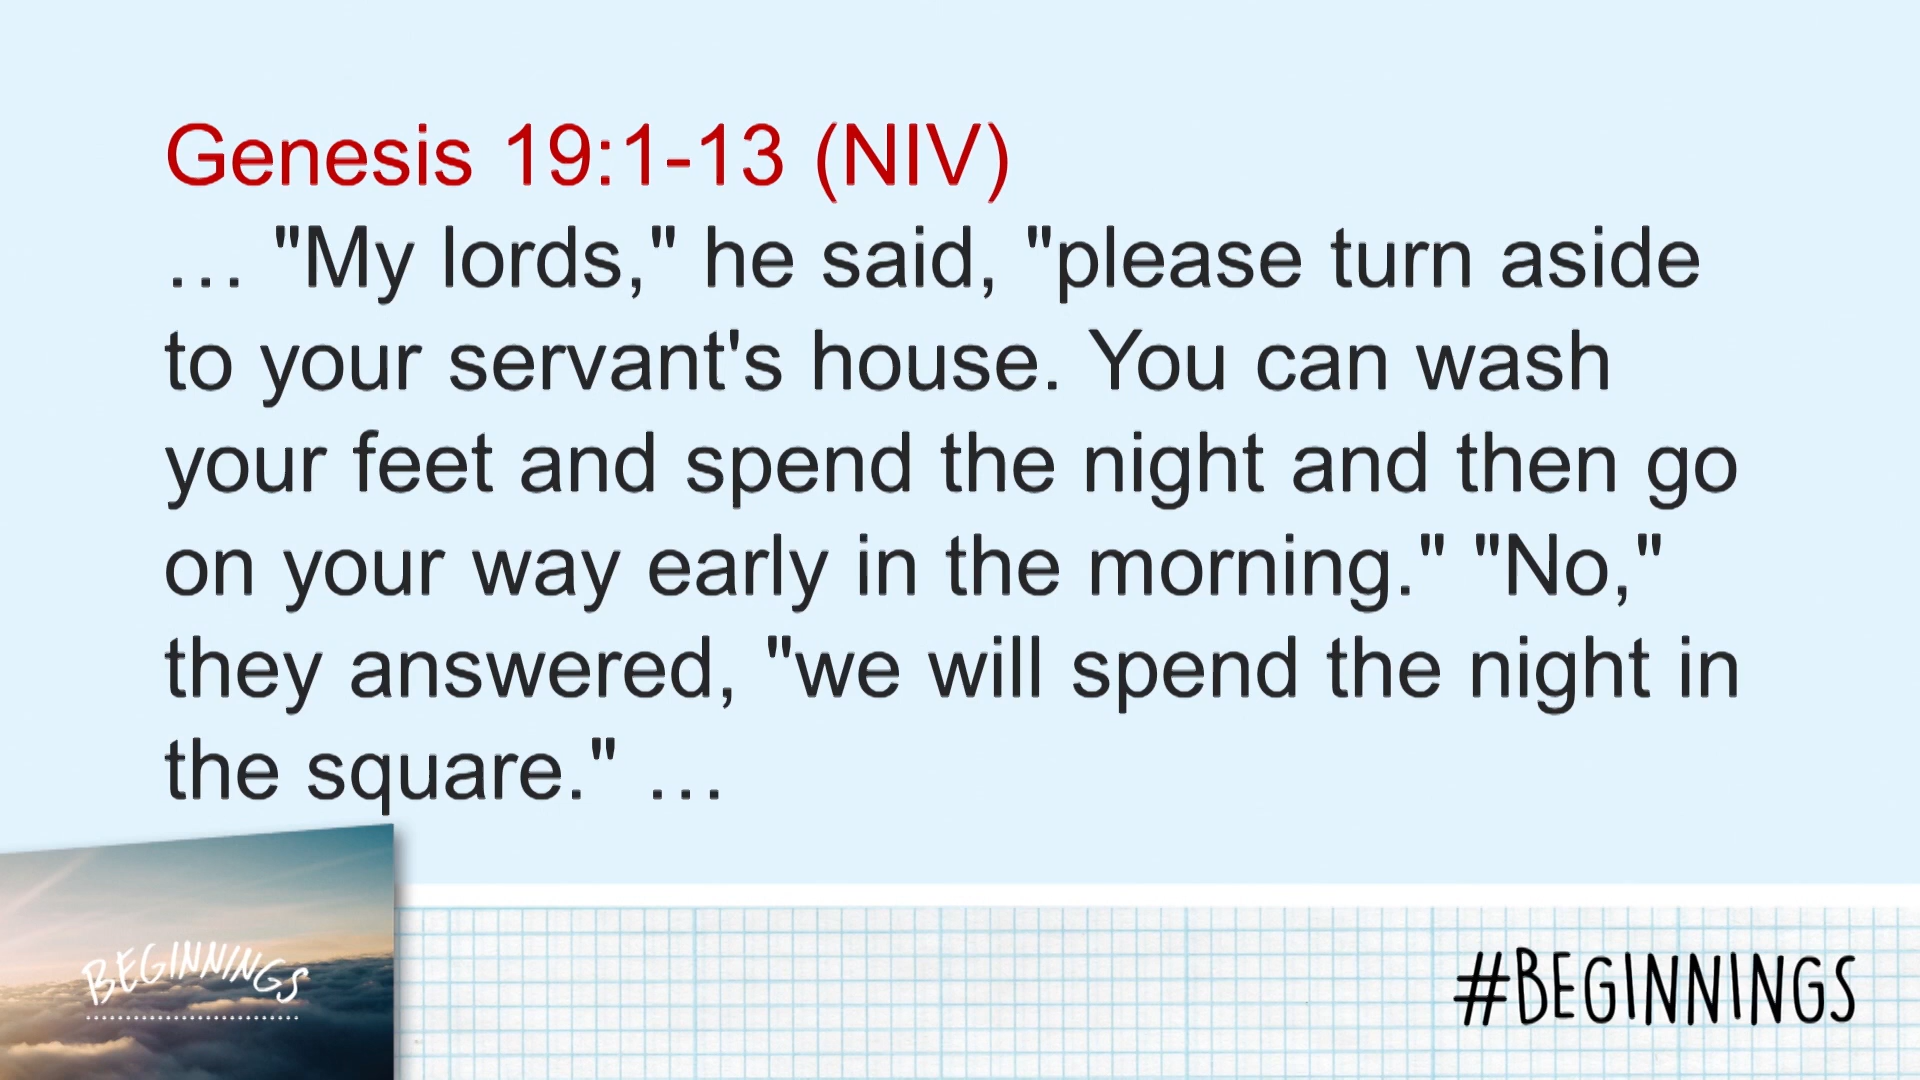 Genesis 19:1-13 (NIV)
… "My lords," he said, "please turn aside
to your servant's house. You can wash
your feet and spend the night and then go
on your way early in the morning." "No,"
they answered, "we will spend the night in
the square." …
BEGINNINGS
#BEGINNINGS